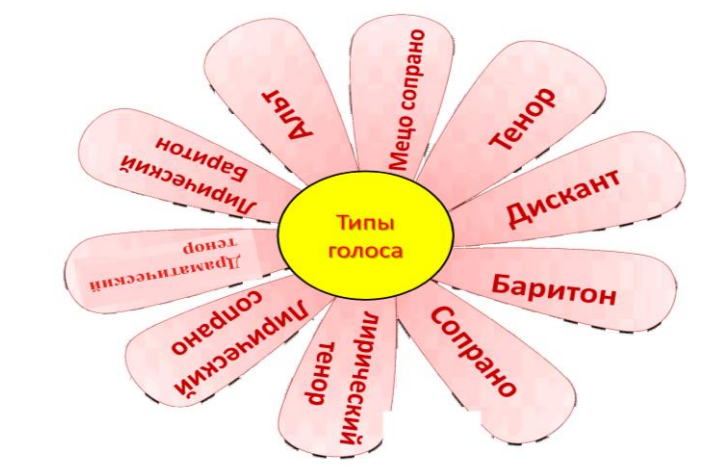 Типы
голоса
Мецо сопрано
Тенор
Дискант
Баритон
Сопрано
лирический
тенор
Лирический
сопрано
Драматический
тенор
Лирический
Баритон
Альт